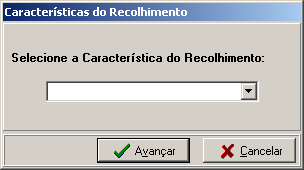 Características do Recolhimento
Selecione a Característica do Recolhimento:
Avançar
Cancelar